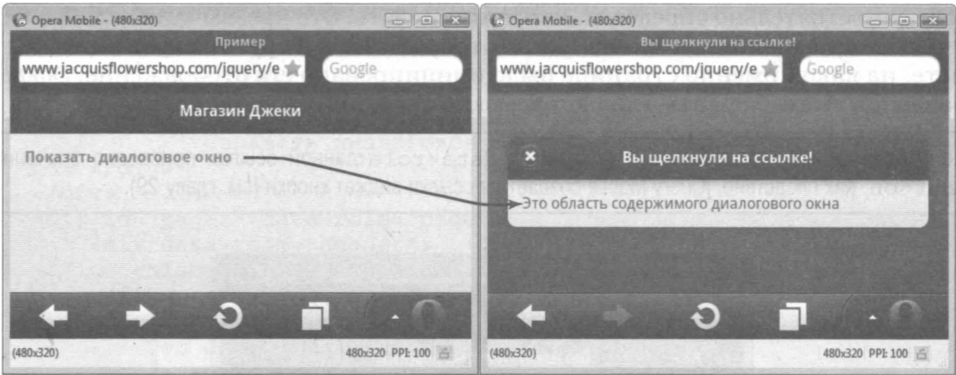 Opera Mobile - (480x320)
Пример
www.jacquisflowershop.com/jquery/e
Google
Магазин Джеки
Показать диалоговое окно
(480x320)
480x320 PPI: 100
Opera Mobile - (480x320)
Вы щелкнули на ссылке!
www.jacquisflowershop.com/jquery/e
Google
Вы щелкнули на ссылке!
Это область содержимого диалогового окна
(480x320)
480x320 PPI: 100